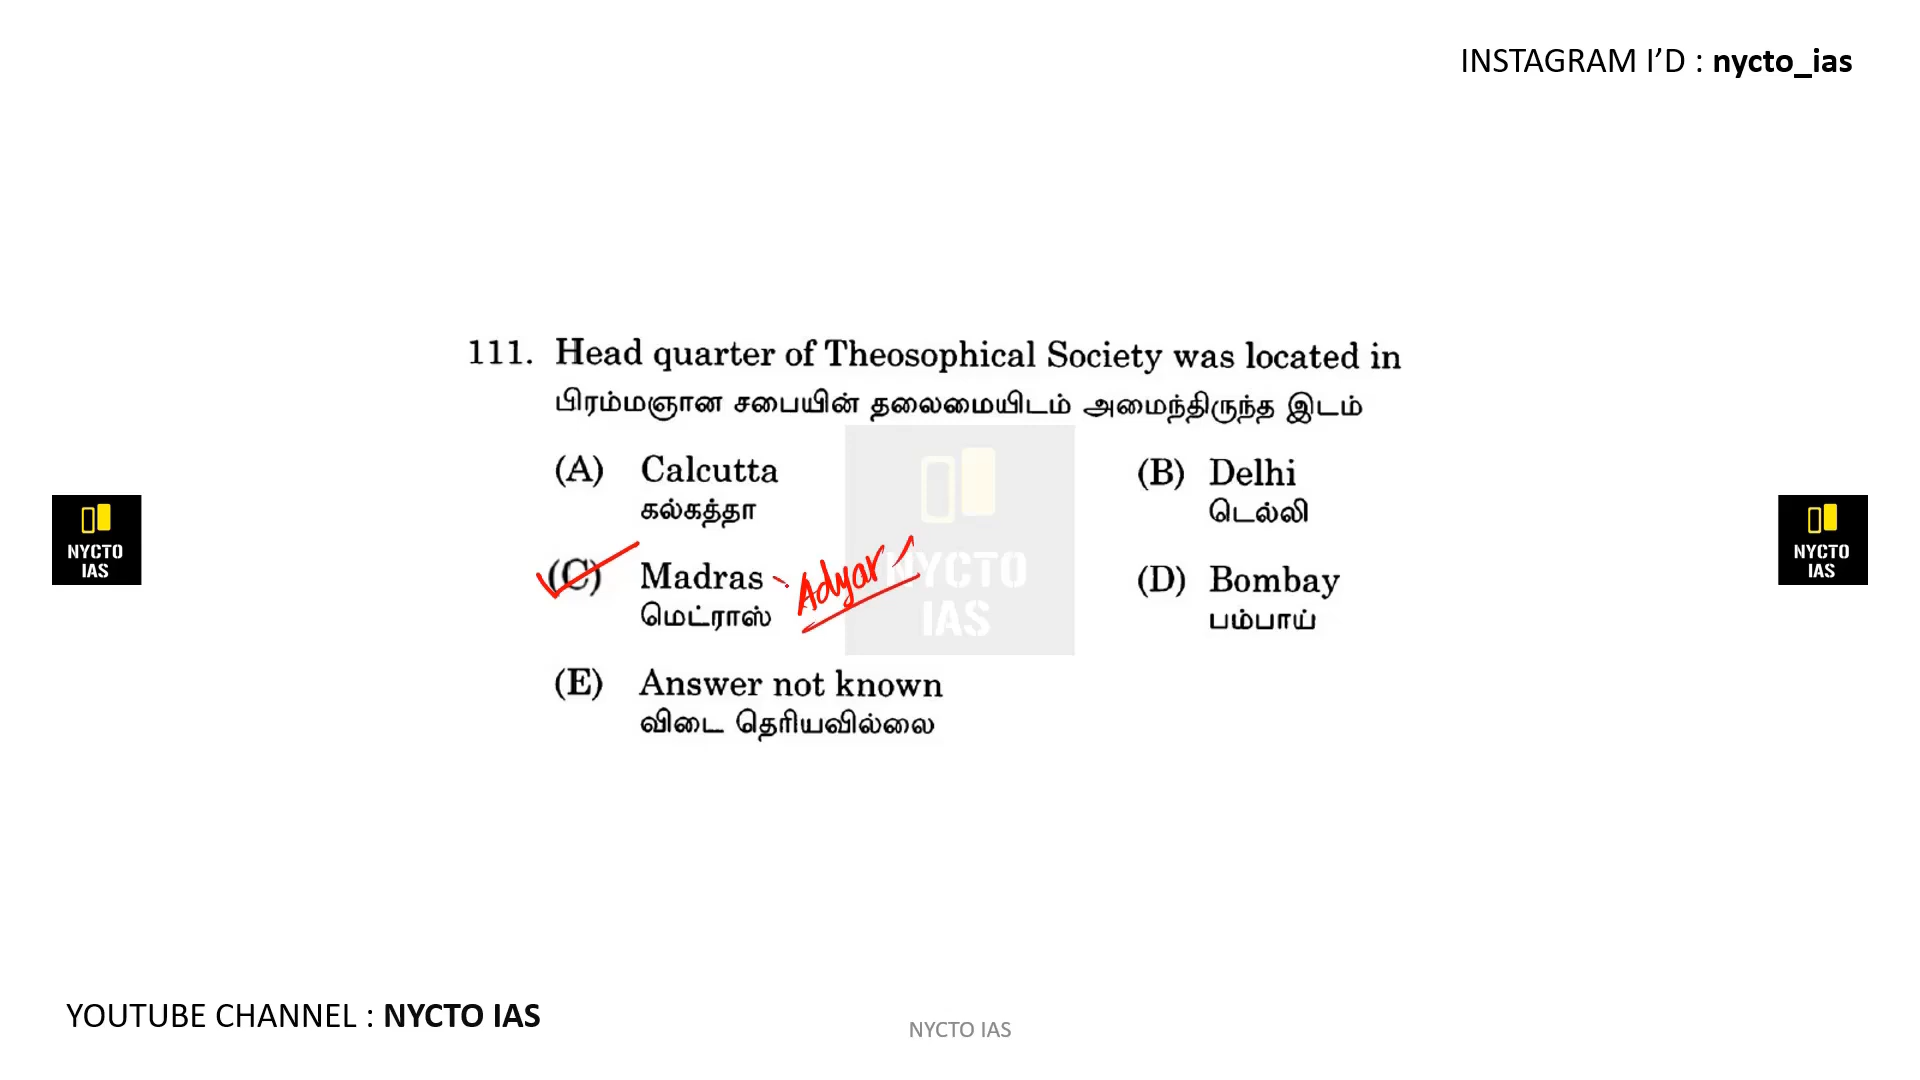 INSTAGRAM I’D : nycto_ias
111. Head quarter of Theosophical Society was located in
பிரம்மஞான சபையின் தலைமையிடம் அமைந்திருந்த இடம்
(A) Calcutta
கல்கத்தா
(B) Delhi
டெல்லி
(C) Madras Adyar
மெட்ராஸ்
(D) Bombay
பம்பாய்
(E) Answer not known
விடை தெரியவில்லை
NYCTO
IAS
NYCTO
IAS
NYCTO
IAS
YOUTUBE CHANNEL : NYCTO IAS
NYCTO IAS